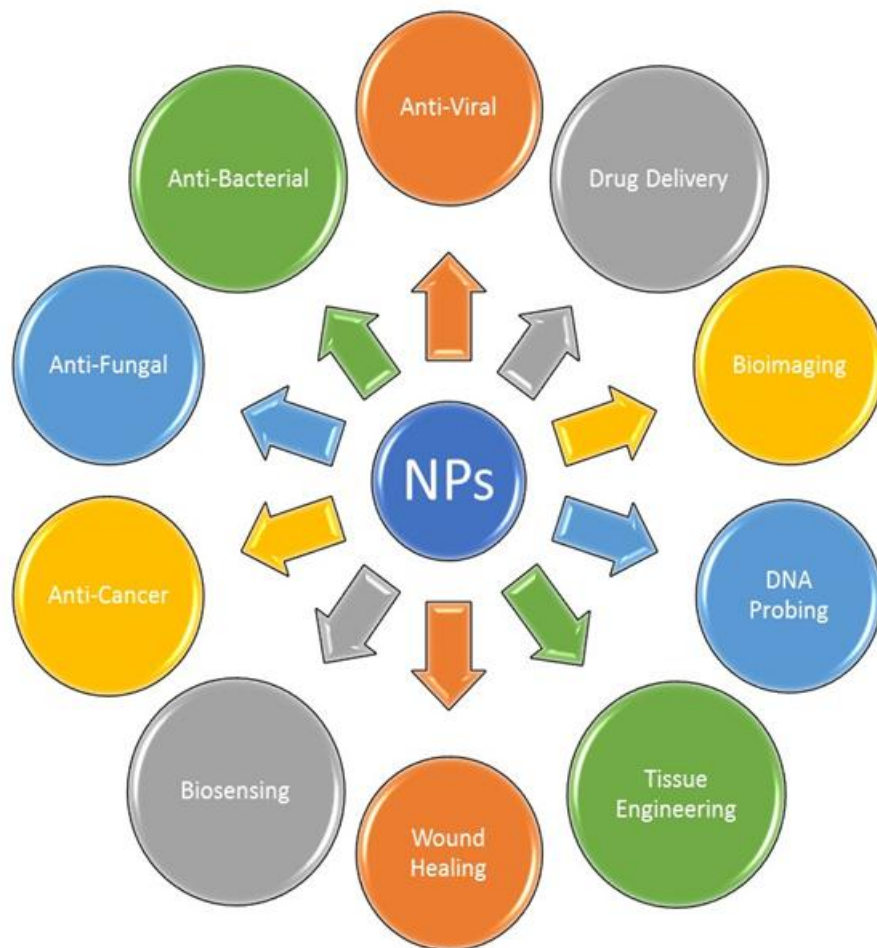 Anti-Viral
Anti-Bacterial
Drug Delivery
Anti-Fungal
Bioimaging
NPs
Anti-Cancer
DNA
Probing
Biosensing
Tissue
Engineering
Wound
Healing